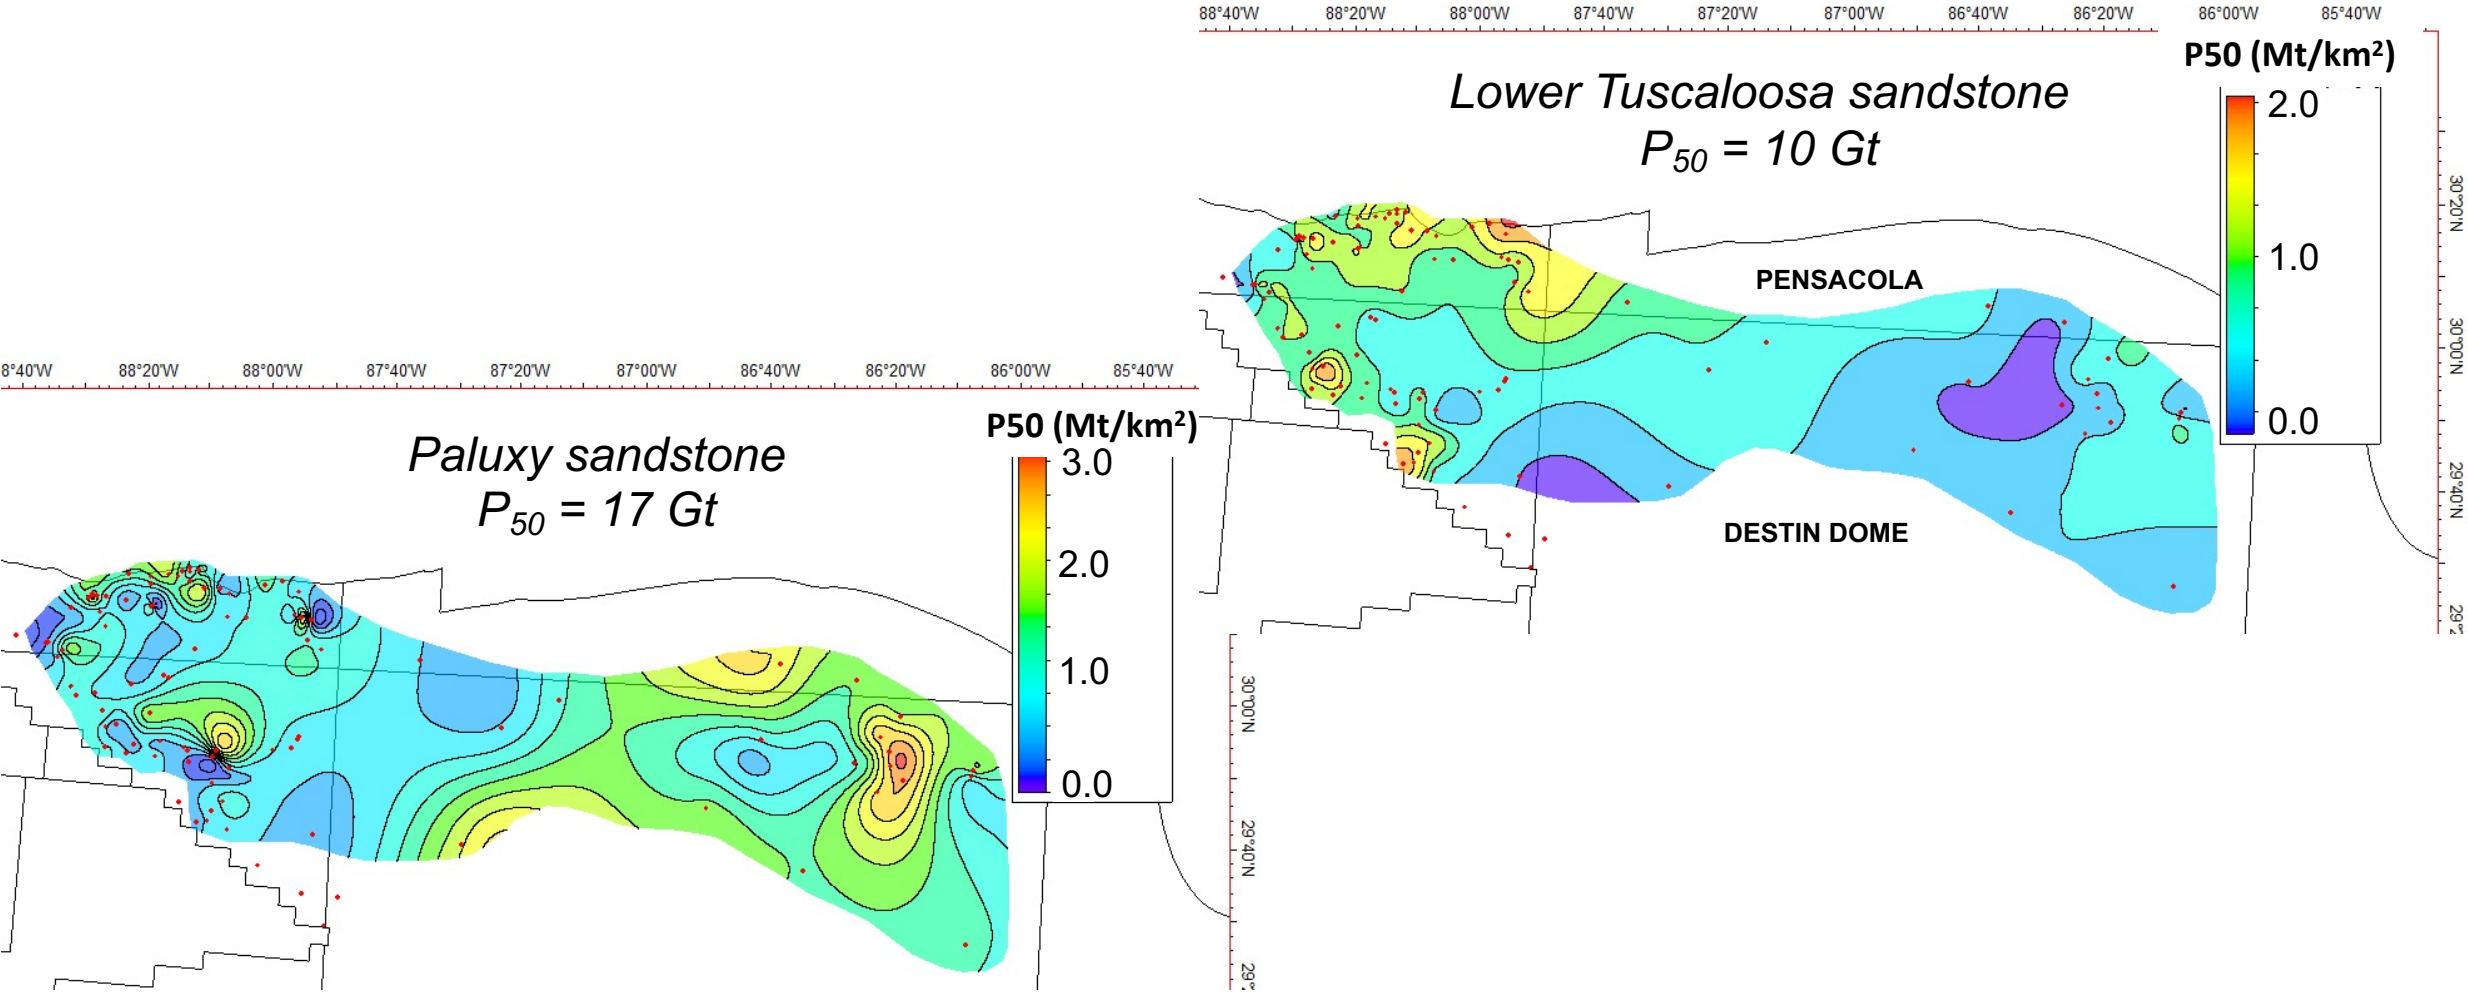 88°40'W 88°20'W 88°00'W 87°40'W 87°20'W 87°00'W 86°40'W 86°20'W 86°00'W 85°40'W
P50 (Mt/km²)
2.0
1.0
0.0
Lower Tuscaloosa sandstone
P50 = 10 Gt
PENSACOLA
DESTIN DOME
30°20'N
30°00'N
29°40'N
29°2
8°40'W 88°20'W 88°00'W 87°40'W 87°20'W 87°00'W 86°40'W 86°20'W 86°00'W 85°40'W
P50 (Mt/km²)
3.0
2.0
1.0
0.0
Paluxy sandstone
P50 = 17 Gt
30°00'N
29°40'N
29°2